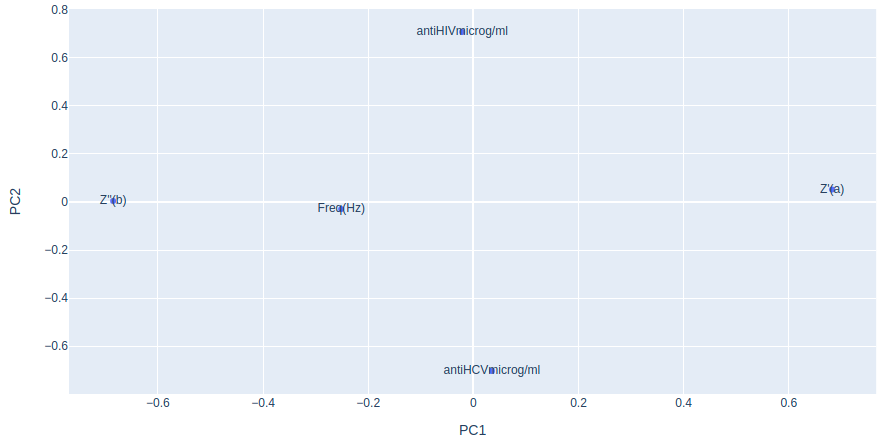 0.8
antiHIVmicrog/ml
0.6
0.4
0.2
Z'(a)
Z"(b)
0
Freq(Hz)
PC2
−0.2
−0.4
−0.6
antiHCVmicrog/ml
−0.6 −0.4 −0.2 0 0.2 0.4 0.6
PC1